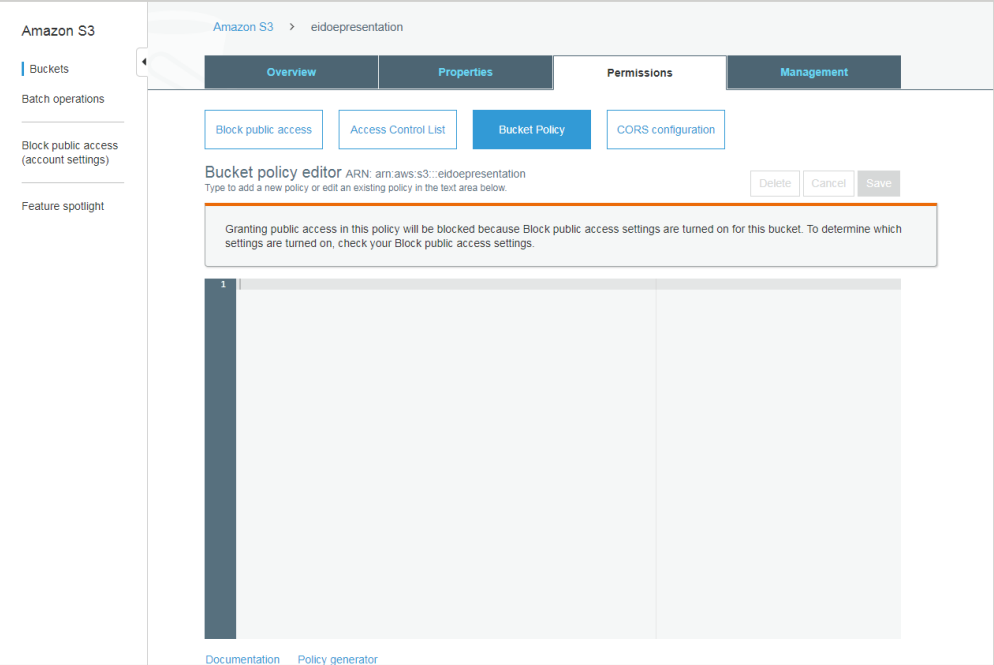 Amazon S3
Amazon S3 > eidoepresentation
Buckets
Batch operations
Block public access
(account settings)
Feature spotlight
Overview Properties Permissions Management
Block public access Access Control List Bucket Policy CORS configuration
Bucket policy editor ARN: arn:aws:s3:::eidoepresentation
Type to add a new policy or edit an existing policy in the text area below.
Delete Cancel Save
Granting public access in this policy will be blocked because Block public access settings are turned on for this bucket. To determine which
settings are turned on, check your Block public access settings.
1
Documentation Policy generator